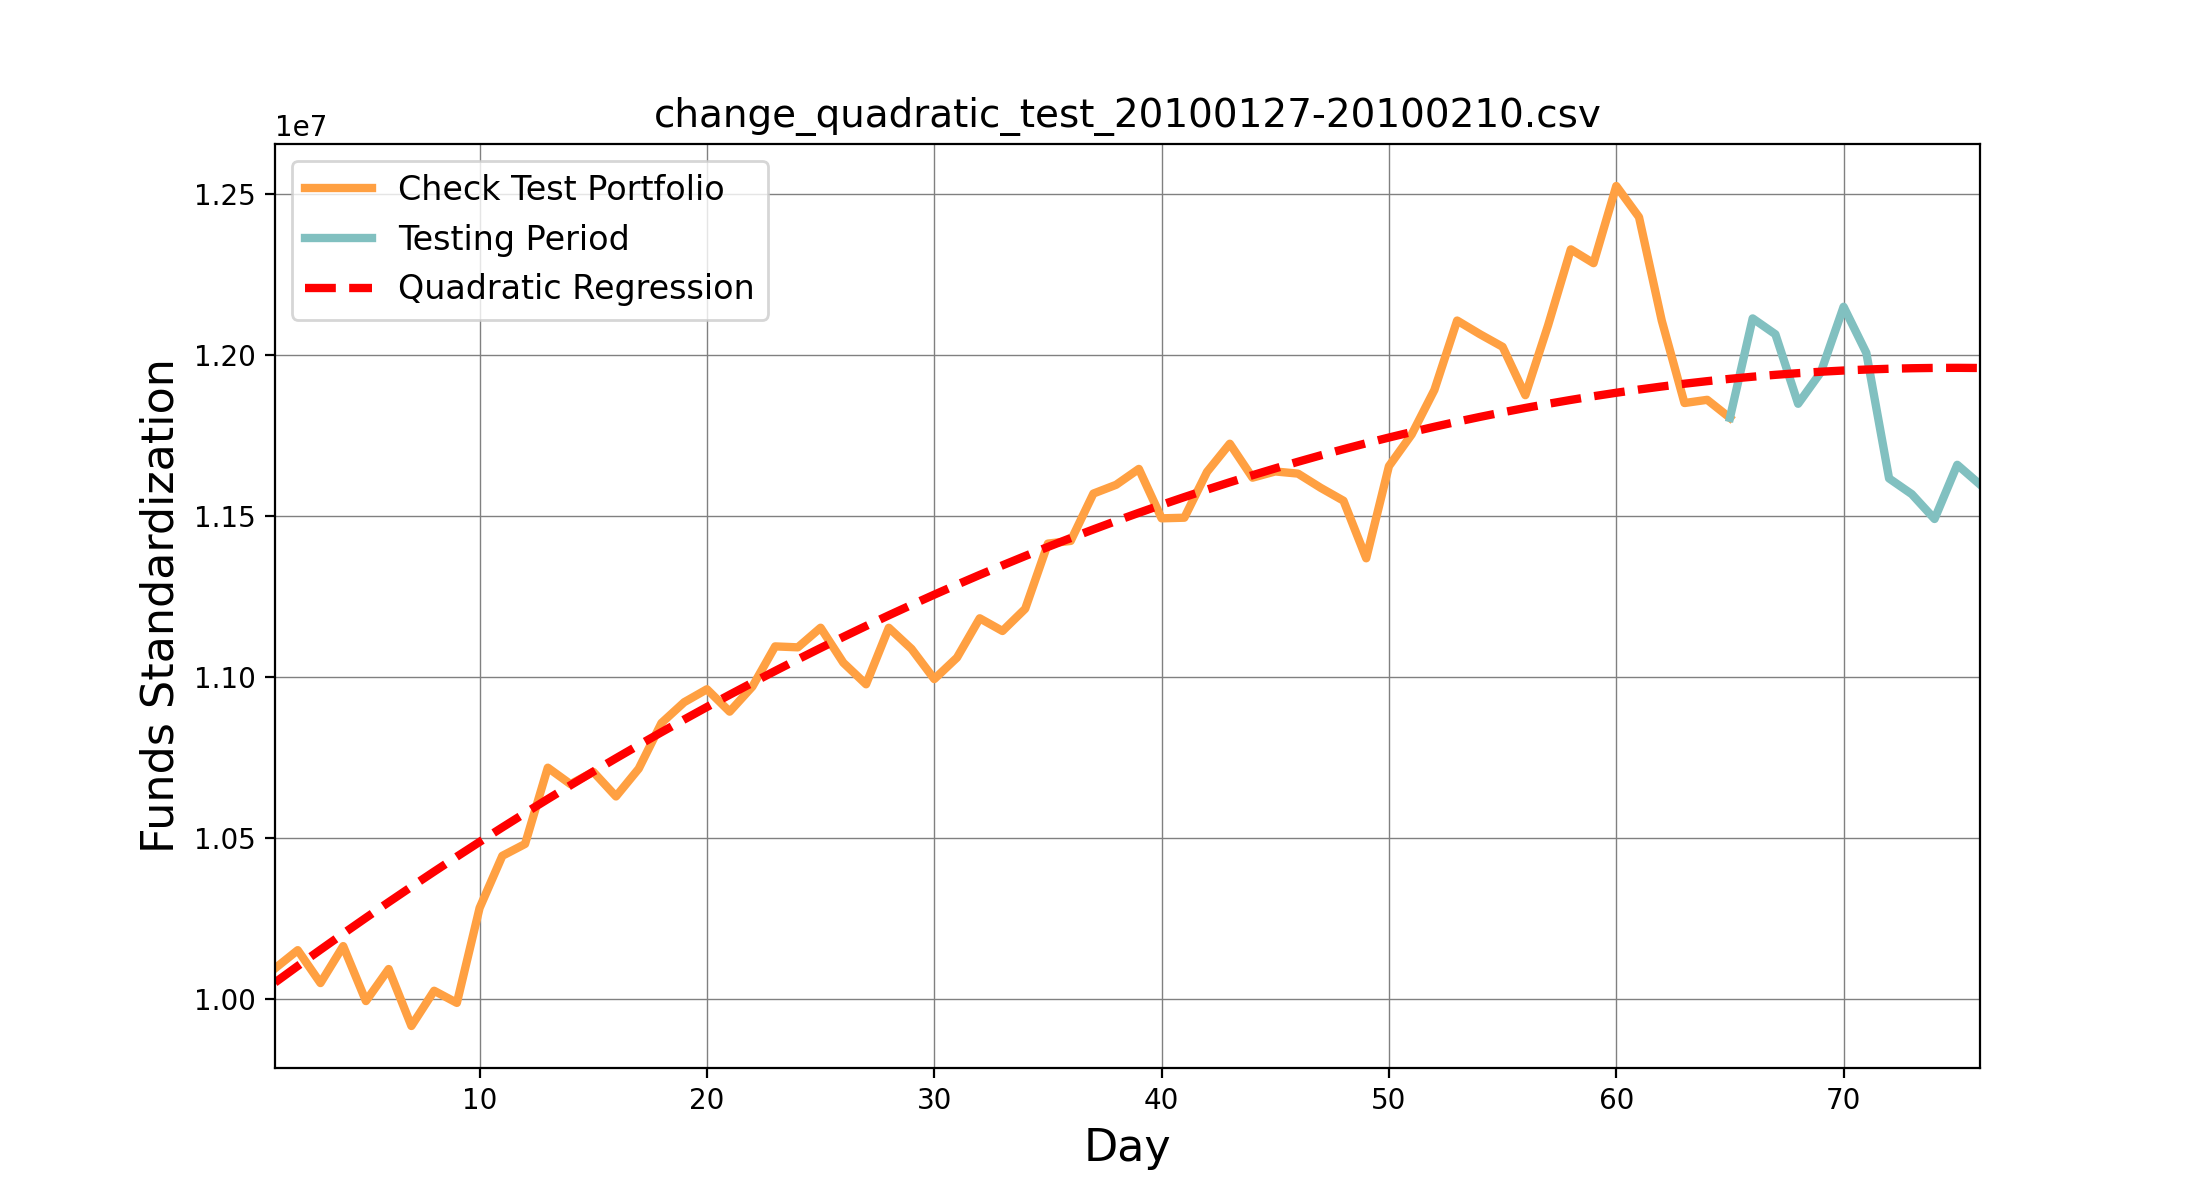 change_quadratic_test_20100127-20100210.csv
1e7
Check Test Portfolio
Testing Period
Quadratic Regression
1.25
1.20
1.15
1.10
1.05
1.00
Funds Standardization
10 20 30 40 50 60 70
Day